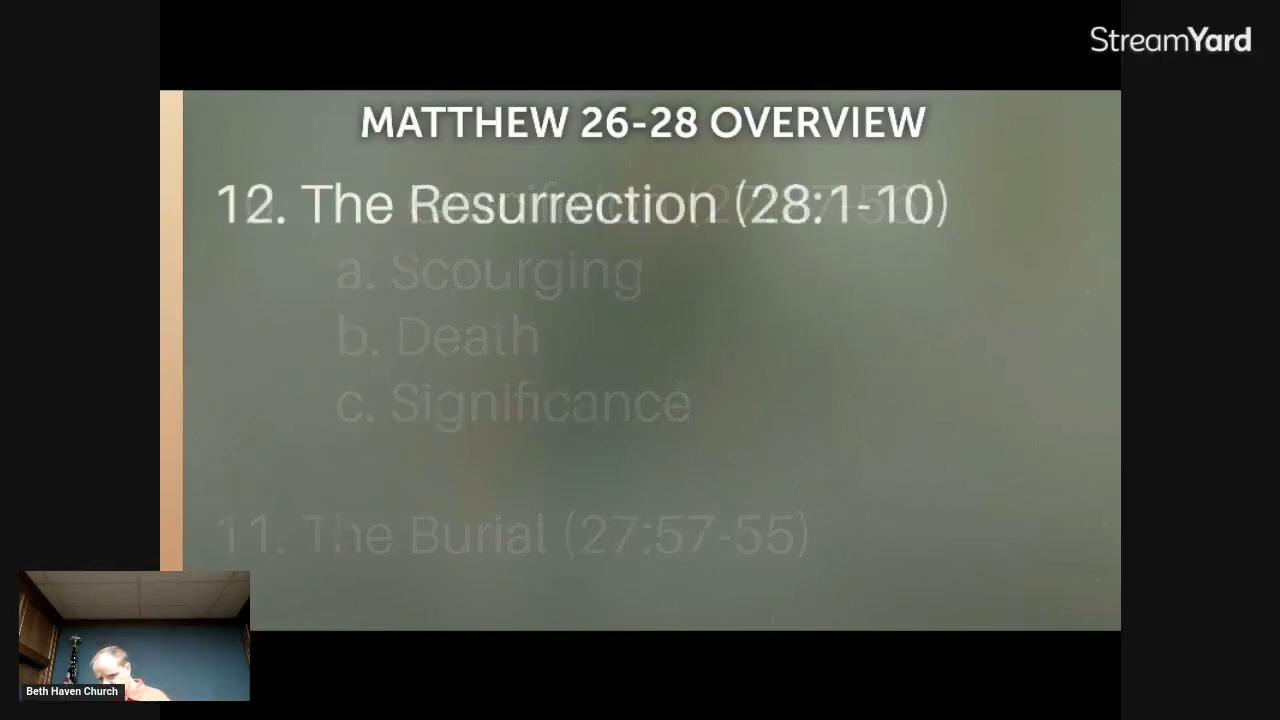 StreamYard
MATTHEW 26-28 OVERVIEW
12. The Resurrection (28:1-10)
a. Scourging
b. Death
c. Significance
11. The Burial (27:57-55)
Beth Haven Church